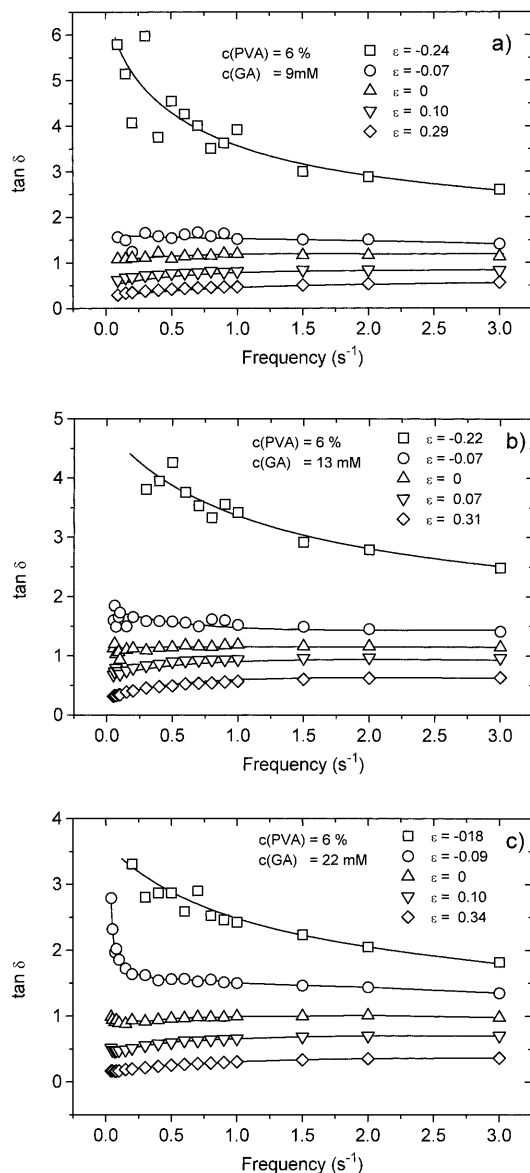 a)
c(PVA) = 6 %
c(GA) = 9mM
ε = -0.24
ε = -0.07
ε = 0
ε = 0.10
ε = 0.29
tan δ
6
5
4
3
2
1
0
0.0 0.5 1.0 1.5 2.0 2.5 3.0
Frequency (s⁻¹)
b)
c(PVA) = 6 %
c(GA) = 13 mM
ε = -0.22
ε = -0.07
ε = 0
ε = 0.07
ε = 0.31
tan δ
5
4
3
2
1
0
0.0 0.5 1.0 1.5 2.0 2.5 3.0
Frequency (s⁻¹)
c)
c(PVA) = 6 %
c(GA) = 22 mM
ε = -018
ε = -0.09
ε = 0
ε = 0.10
ε = 0.34
tan δ
4
3
2
1
0
0.0 0.5 1.0 1.5 2.0 2.5 3.0
Frequency (s⁻¹)